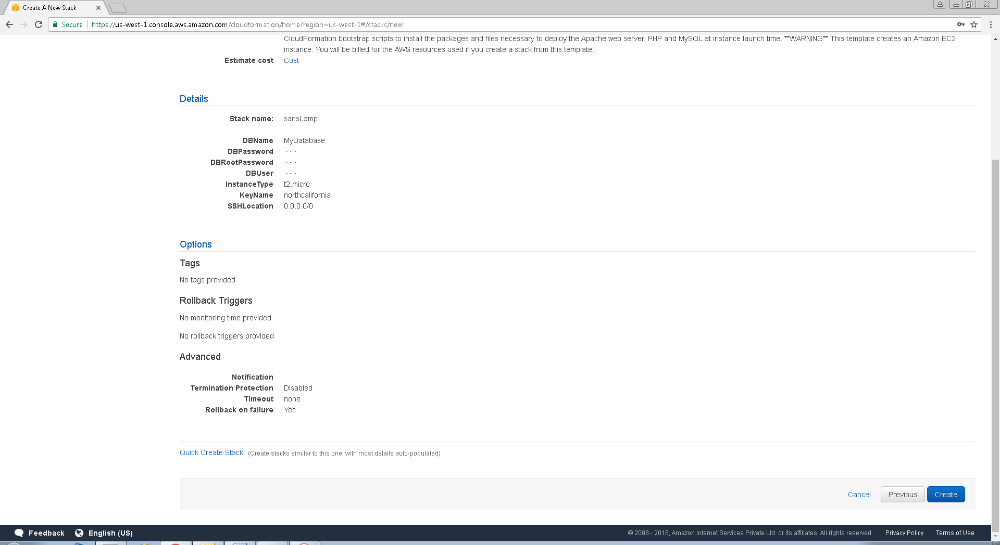 Create A New Stack
Secure https://us-west-1.console.aws.amazon.com/cloudformation/home?region=us-west-1#/stacks/new
CloudFormation bootstrap scripts to install the packages and files necessary to deploy the Apache web server, PHP and MySQL at instance launch time. **WARNING** This template creates an Amazon EC2
instance. You will be billed for the AWS resources used if you create a stack from this template.
Estimate cost Cost
Details
Stack name: sansLamp
DBName MyDatabase
DBPassword ·····
DBRootPassword ·····
DBUser ·····
InstanceType t2.micro
KeyName northcalifornia
SSHLocation 0.0.0.0/0
Options
Tags
No tags provided
Rollback Triggers
No monitoring time provided
No rollback triggers provided
Advanced
Notification
Termination Protection Disabled
Timeout none
Rollback on failure Yes
Quick Create Stack (Create stacks similar to this one, with most details auto-populated)
Cancel Previous Create
Feedback English (US) © 2008 - 2018, Amazon Internet Services Private Ltd. or its affiliates. All rights reserved. Privacy Policy Terms of Use